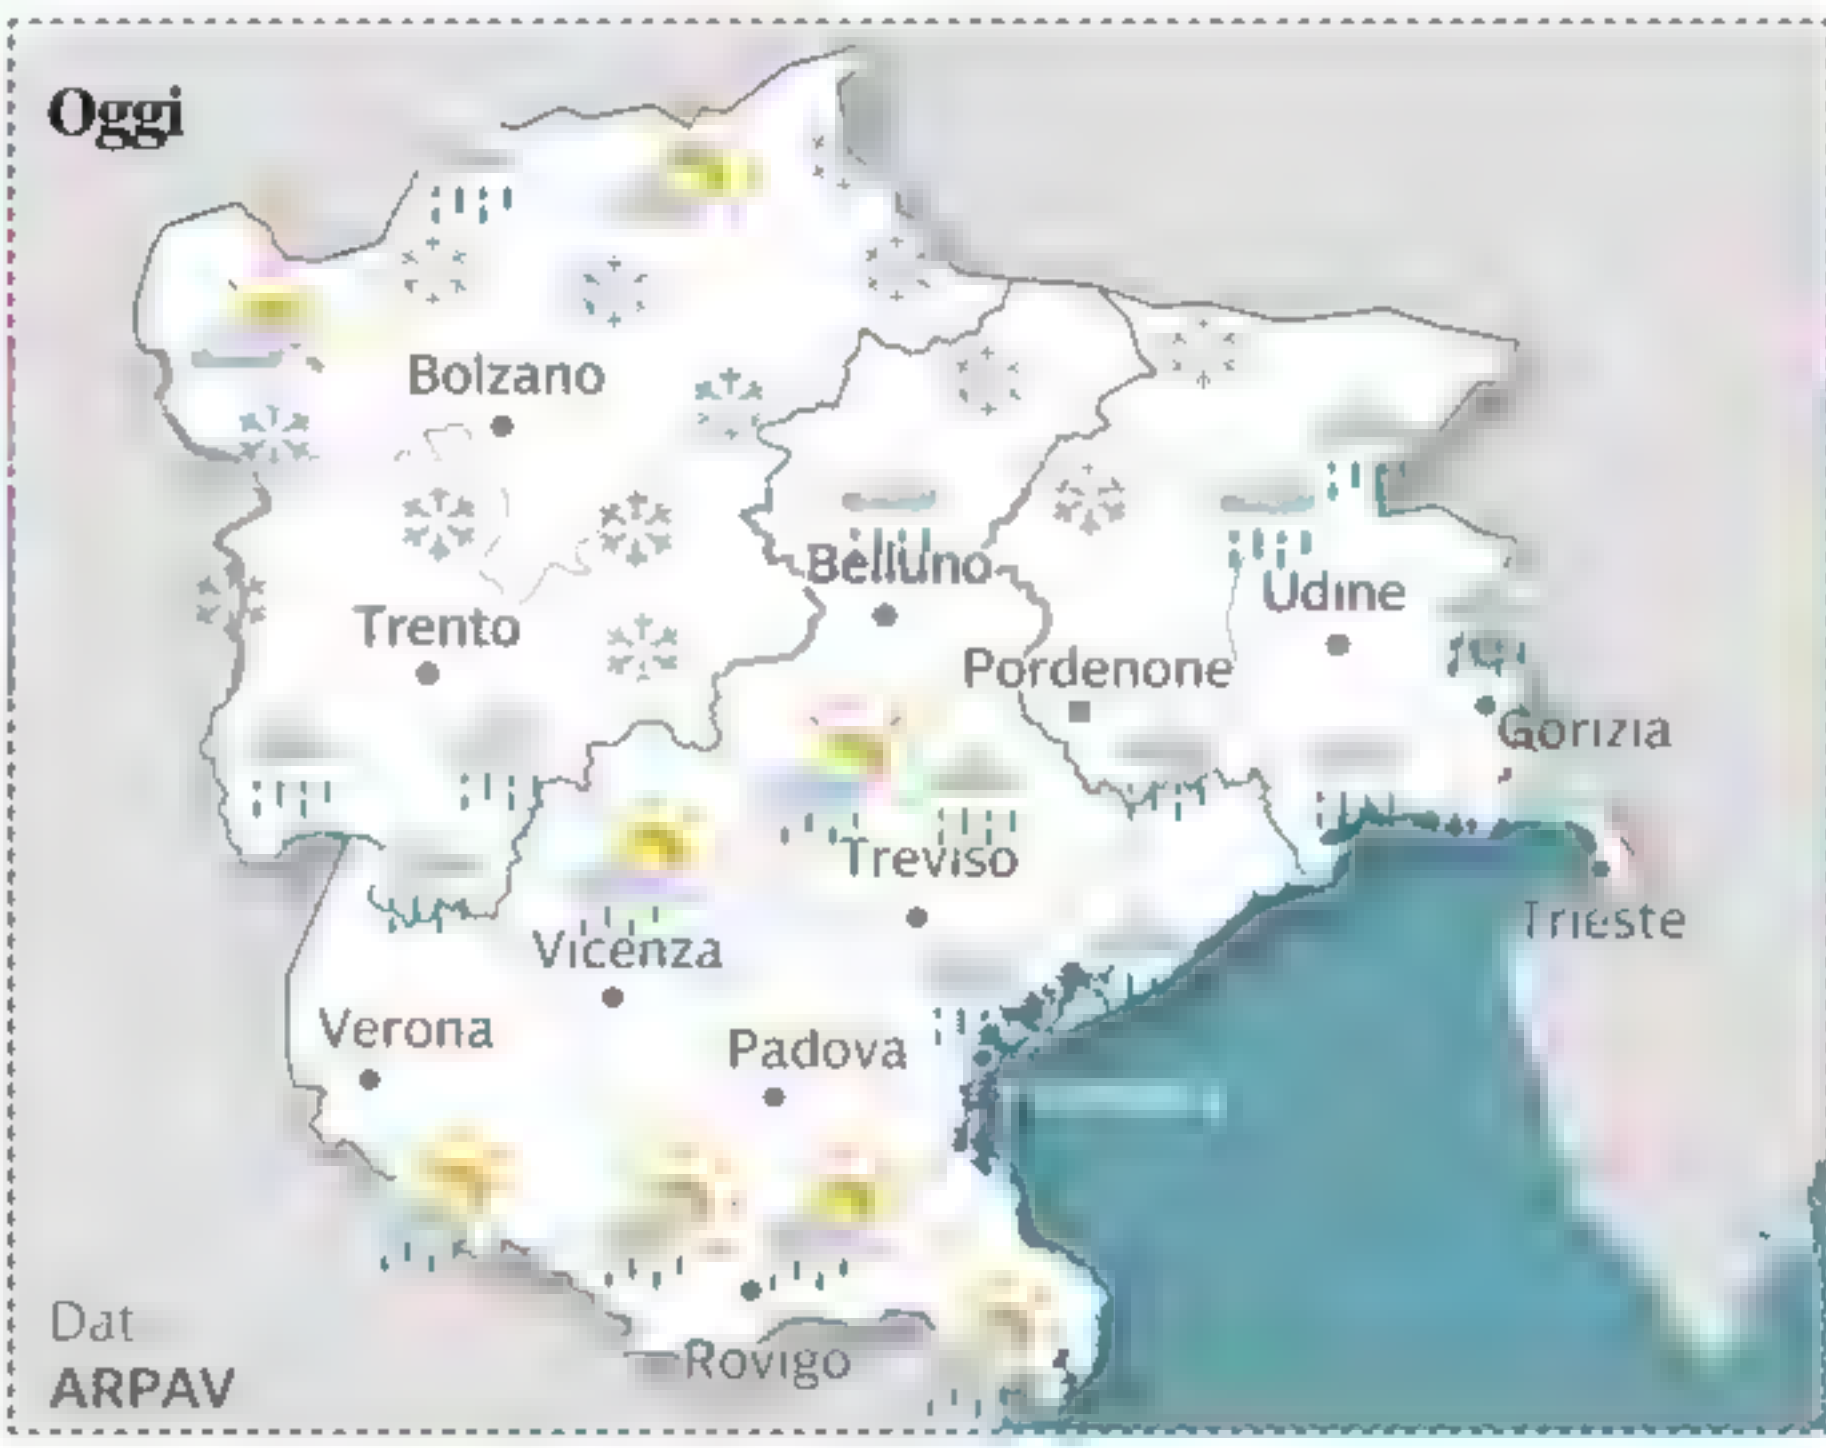 Oggi
Bolzano
Belluno
Udine
Trento
Pordenone
Gorizia
Treviso
Trieste
Vicenza
Verona
Padova
Dat
ARPAV
Rovigo